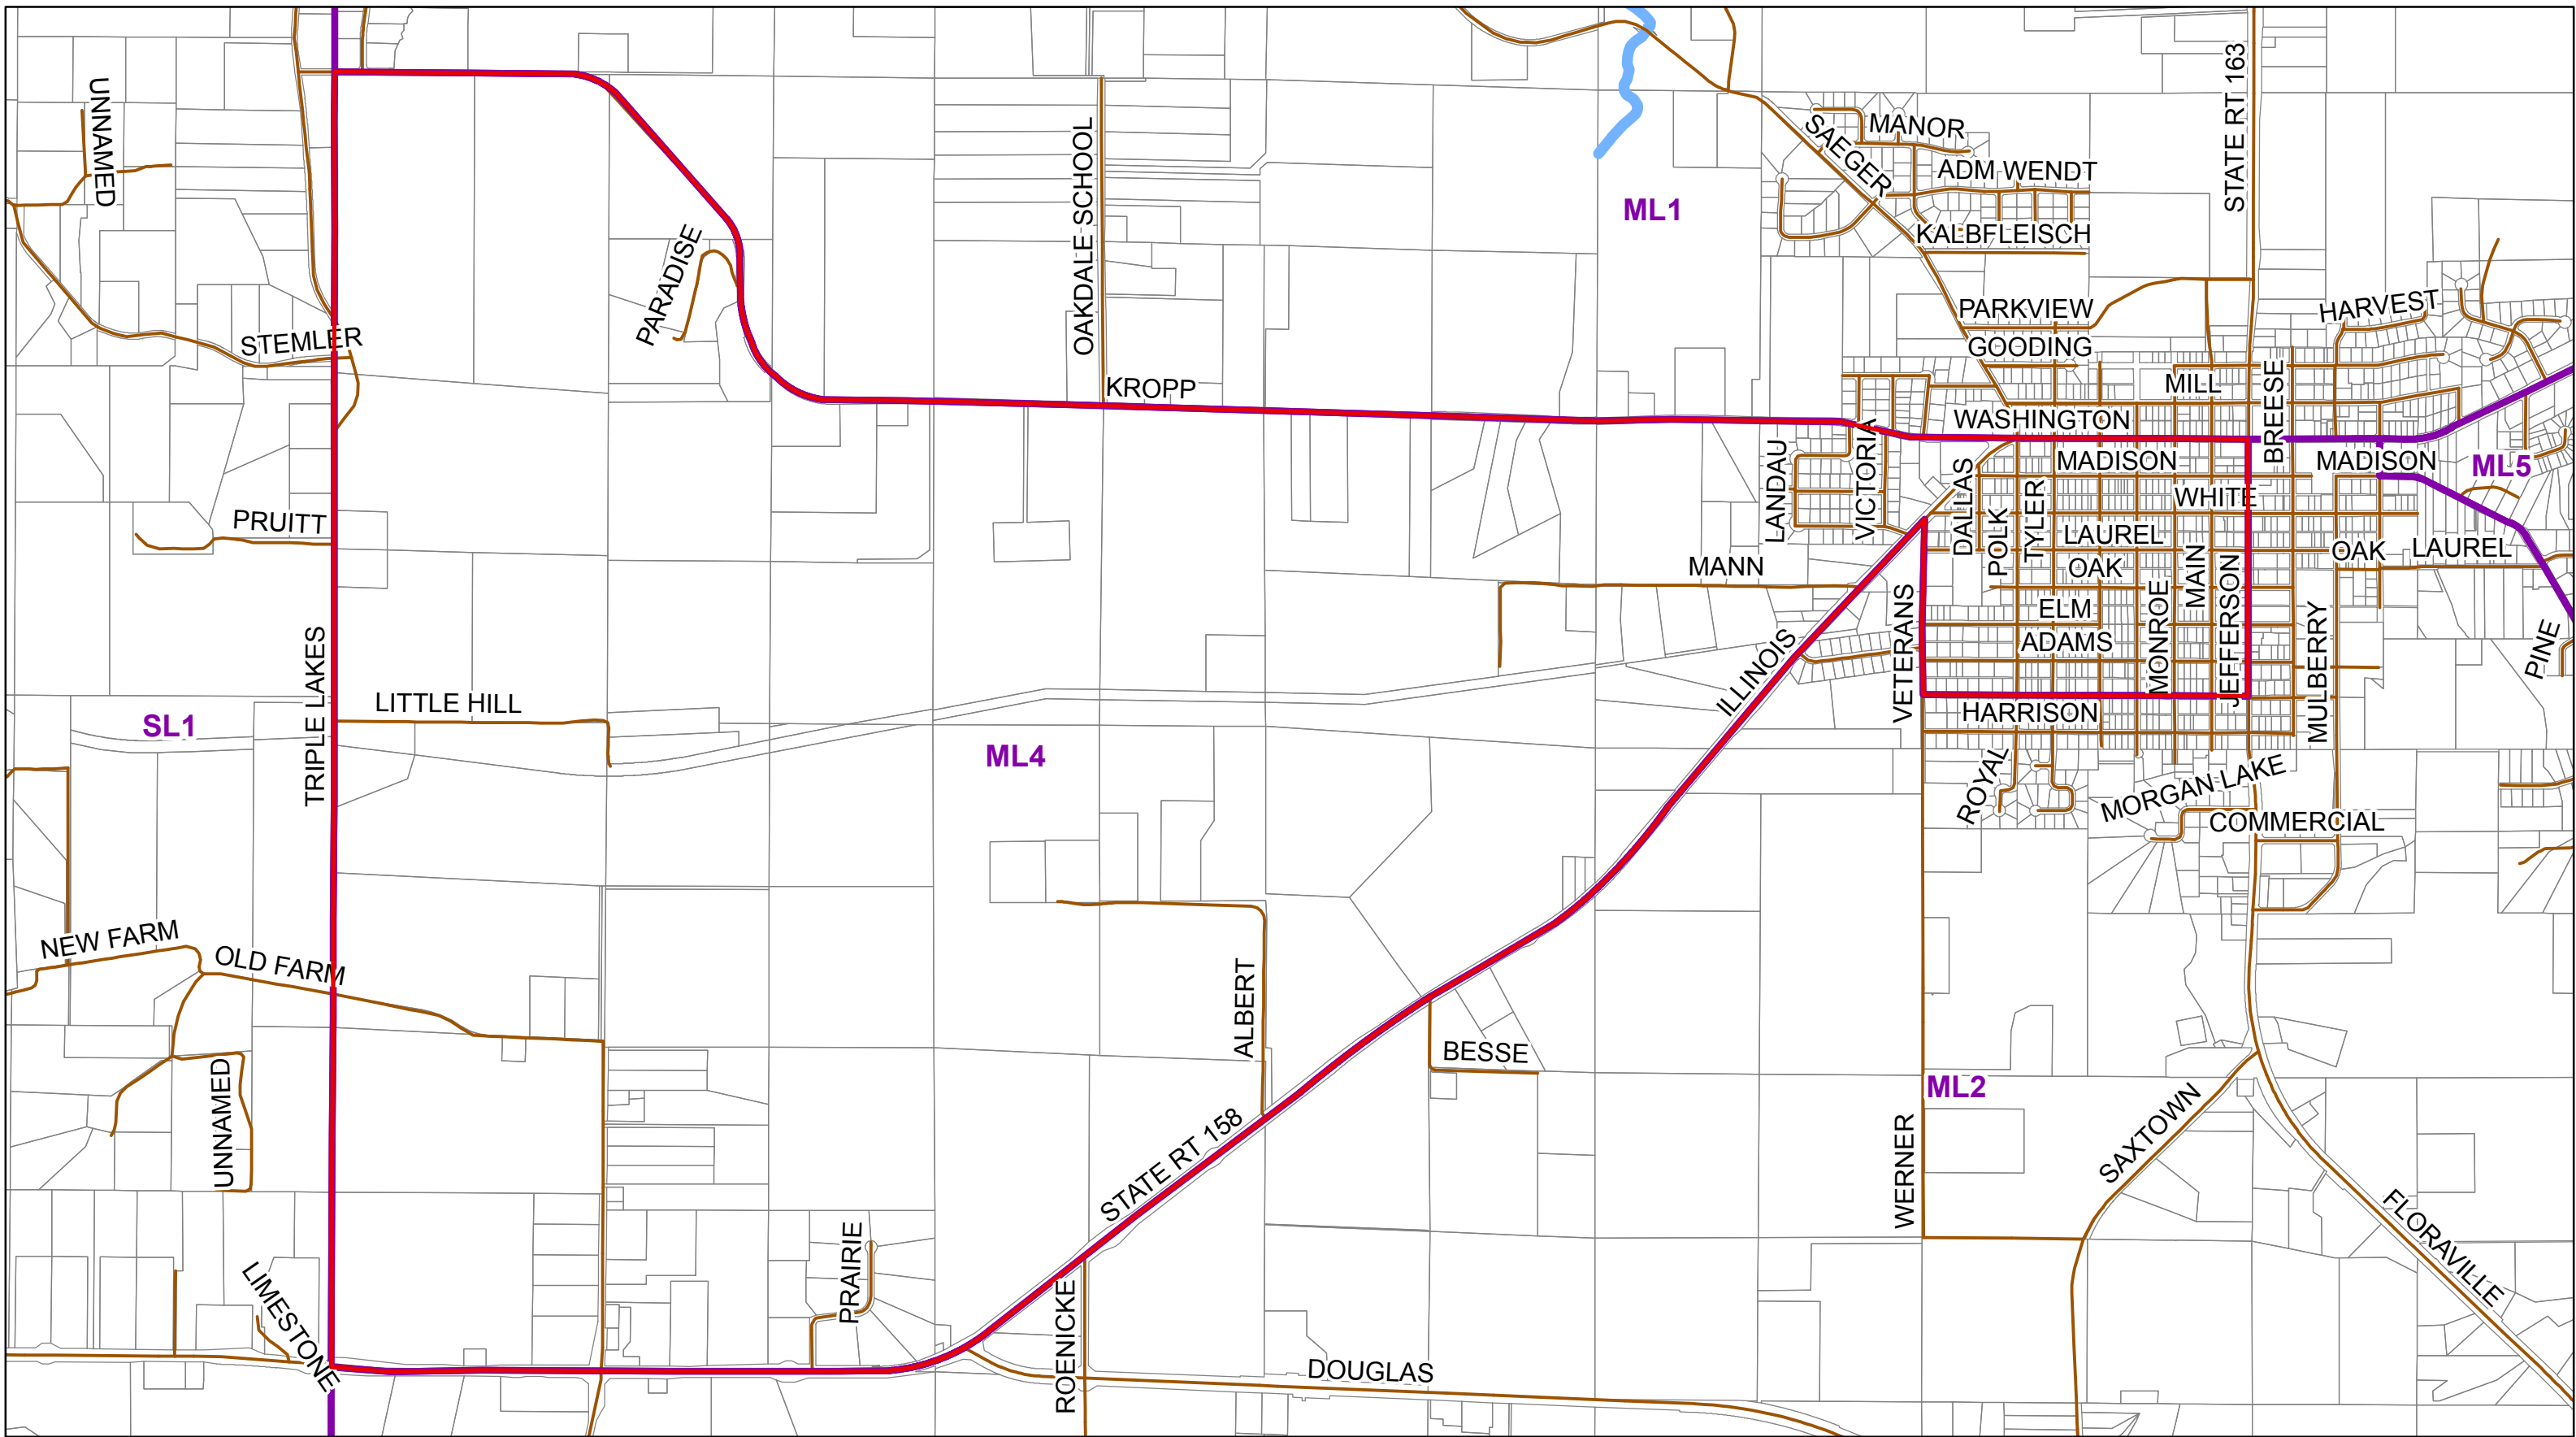 UNNAMED
STEMLER
PRUITT
TRIPLE LAKES
SL1
LITTLE HILL
NEW FARM
OLD FARM
UNNAMED
LIMESTONE
PARADISE
OAKDALE SCHOOL
KROPP
ML4
ALBERT
STATE RT 158
PRAIRIE
ROENICKE
DOUGLAS
BESSE
ILLINOIS
MANN
ML1
SAEGER
MANOR
ADM WENDT
KALBFLEISCH
STATE RT 163
PARKVIEW
GOODING
HARVEST
MILL
BREESE
WASHINGTON
LANDAU
VICTORIA
MADISON
MADISON
ML5
DALLAS
POLK
TYLER
WHITE
LAUREL
OAK
OAK
LAUREL
VETERANS
ELM
ADAMS
MONROE
MAIN
JEFFERSON
MULBERRY
PINE
HARRISON
ROYAL
MORGAN LAKE
COMMERCIAL
ML2
WERNER
SAXTOWN
FLORAVILLE